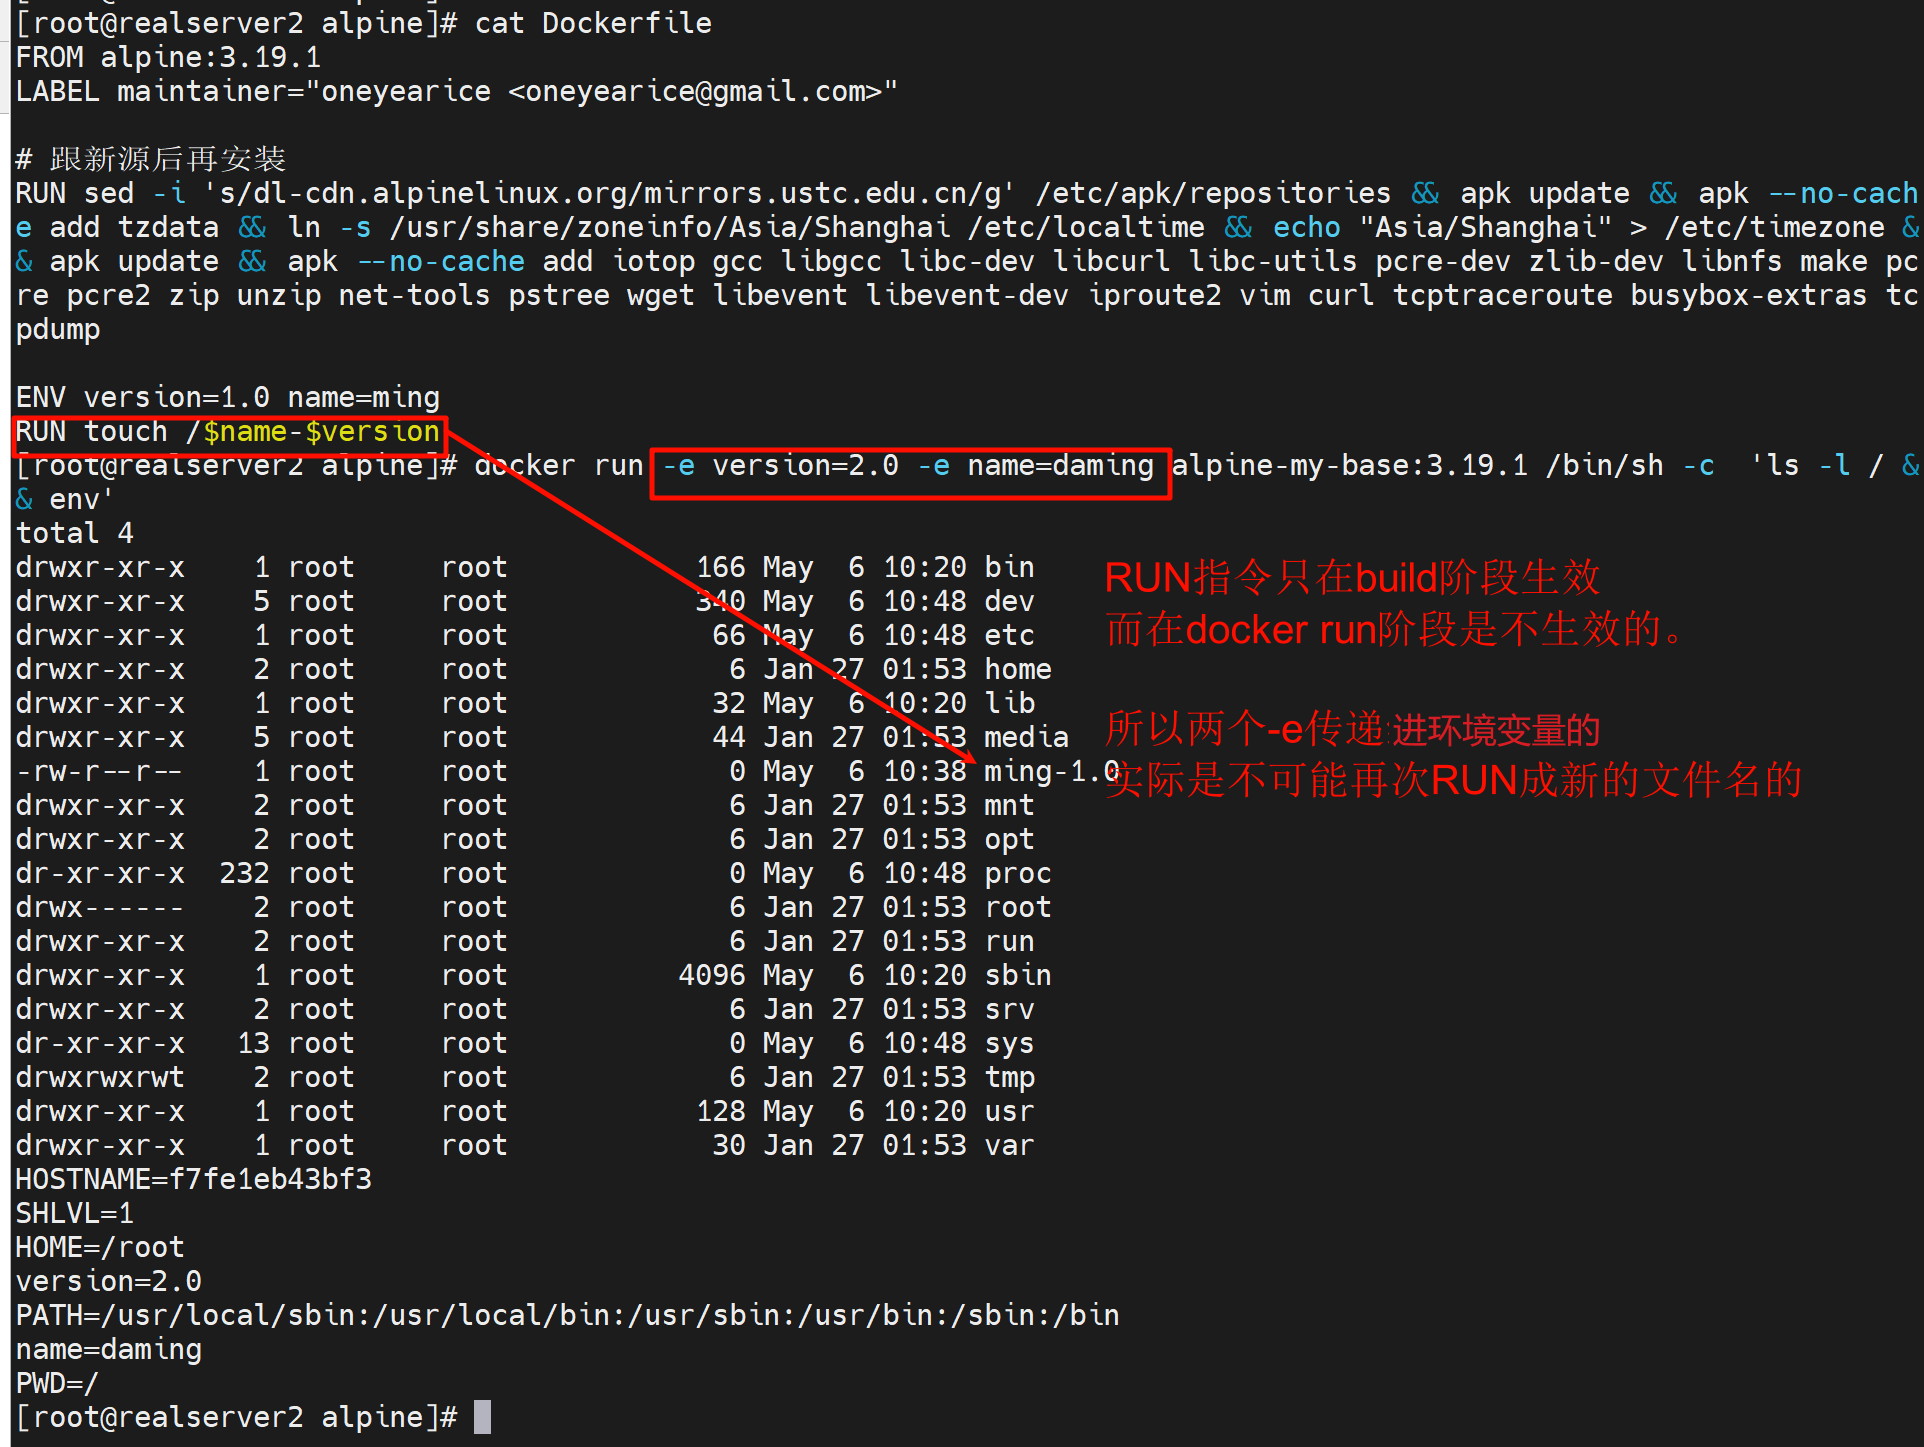 [root@realserver2 alpine]# cat Dockerfile
FROM alpine:3.19.1
LABEL maintainer="oneyearice <oneyearice@gmail.com>"
# 跟新源后再安装
RUN sed -i 's/dl-cdn.alpinelinux.org/mirrors.ustc.edu.cn/g' /etc/apk/repositories && apk update && apk --no-cach
e add tzdata && ln -s /usr/share/zoneinfo/Asia/Shanghai /etc/localtime && echo "Asia/Shanghai" > /etc/timezone &
& apk update && apk --no-cache add iotop gcc libgcc libc-dev libcurl libc-utils pcre-dev zlib-dev libnfs make pc
re pcre2 zip unzip net-tools pstree wget libevent libevent-dev iproute2 vim curl tcptraceroute busybox-extras tc
pdump
ENV version=1.0 name=ming
RUN touch /$name-$version
[root@realserver2 alpine]# docker run -e version=2.0 -e name=daming alpine-my-base:3.19.1 /bin/sh -c  'ls -l / &
& env'
total 4
drwxr-xr-x    1 root     root           166 May  6 10:20 bin
drwxr-xr-x    5 root     root           340 May  6 10:48 dev
drwxr-xr-x    1 root     root            66 May  6 10:48 etc
drwxr-xr-x    2 root     root             6 Jan 27 01:53 home
drwxr-xr-x    1 root     root            32 May  6 10:20 lib
drwxr-xr-x    5 root     root            44 Jan 27 01:53 media
-rw-r--r--    1 root     root             0 May  6 10:38 ming-1.0
drwxr-xr-x    2 root     root             6 Jan 27 01:53 mnt
drwxr-xr-x    2 root     root             6 Jan 27 01:53 opt
dr-xr-xr-x  232 root     root             0 May  6 10:48 proc
drwx------    2 root     root             6 Jan 27 01:53 root
drwxr-xr-x    2 root     root             6 Jan 27 01:53 run
drwxr-xr-x    1 root     root          4096 May  6 10:20 sbin
drwxr-xr-x    2 root     root             6 Jan 27 01:53 srv
dr-xr-xr-x   13 root     root             0 May  6 10:48 sys
drwxrwxrwt    2 root     root             6 Jan 27 01:53 tmp
drwxr-xr-x    1 root     root           128 May  6 10:20 usr
drwxr-xr-x    1 root     root            30 Jan 27 01:53 var
HOSTNAME=f7fe1eb43bf3
SHLVL=1
HOME=/root
version=2.0
PATH=/usr/local/sbin:/usr/local/bin:/usr/sbin:/usr/bin:/sbin:/bin
name=daming
PWD=/
[root@realserver2 alpine]#
RUN指令只在build阶段生效
而在docker run阶段是不生效的。
所以两个-e传递进环境变量的
实际是不可能再次RUN成新的文件名的